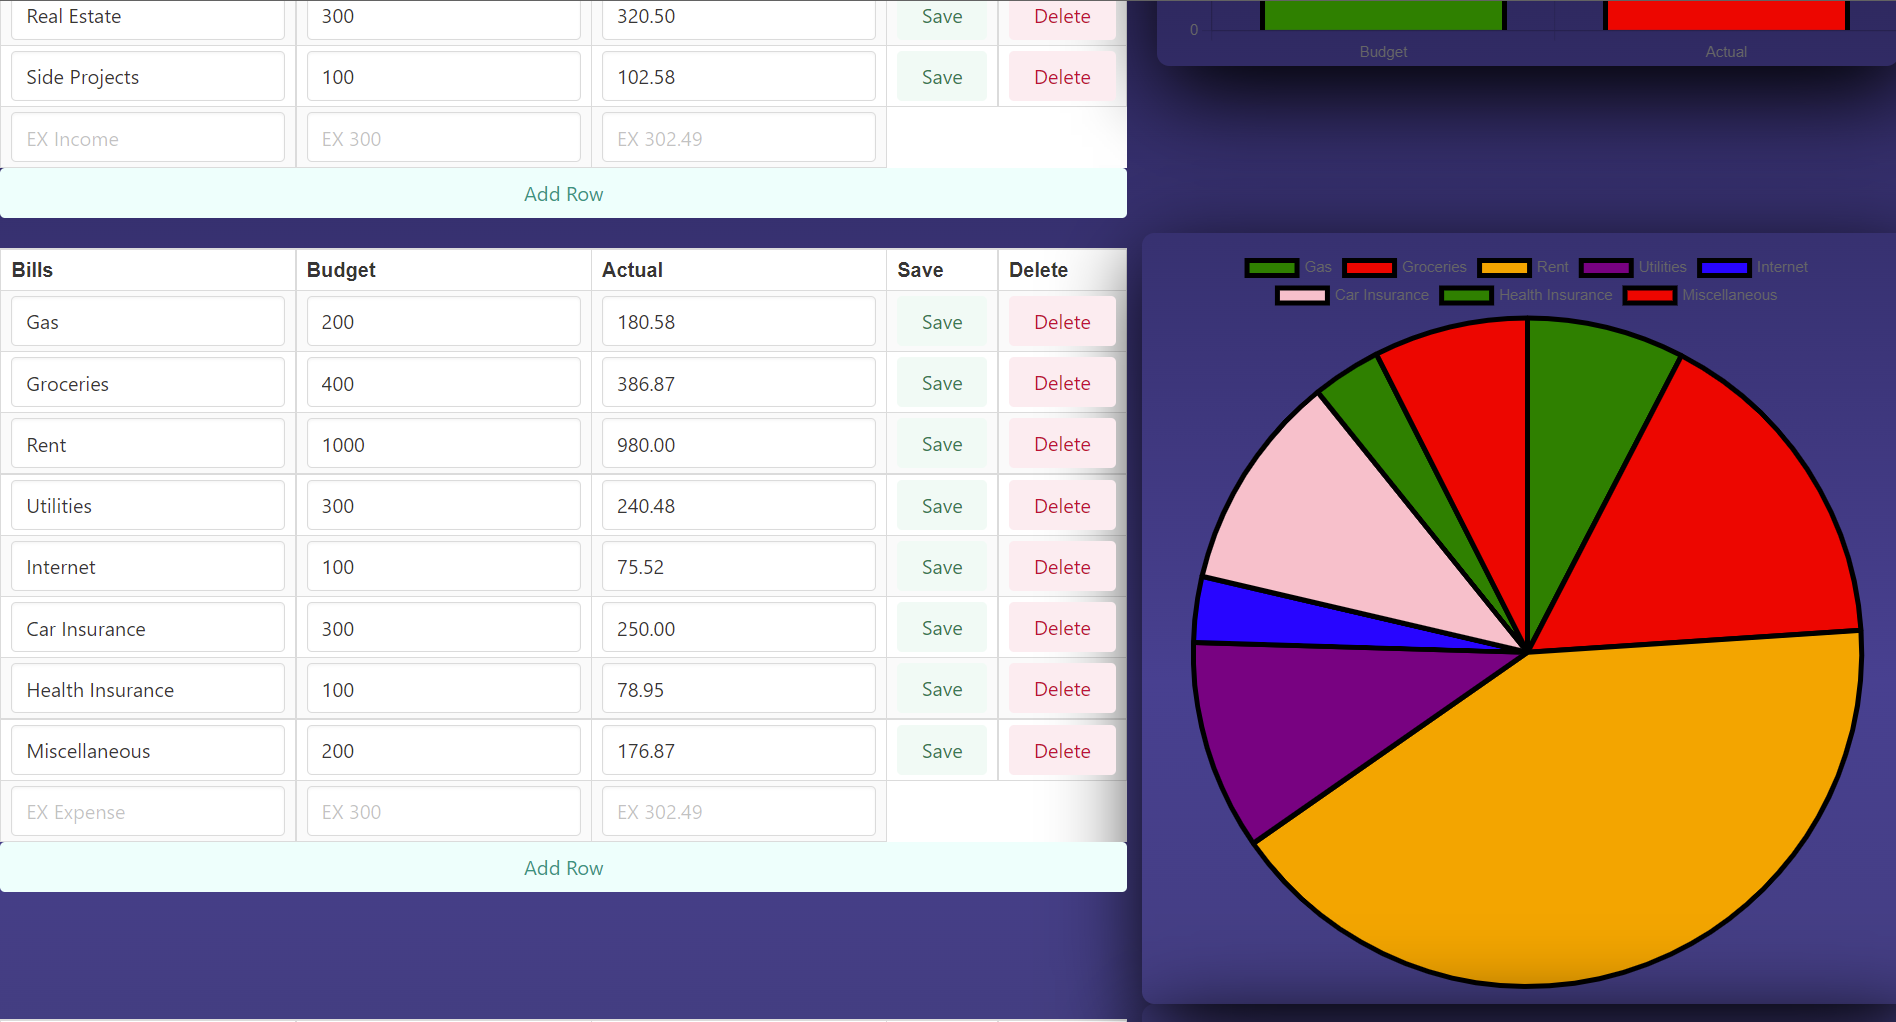 Real Estate 300 320.50 Save Delete
Side Projects 100 102.58 Save Delete
EX Income EX 300 EX 302.49
Add Row
Bills Budget Actual Save Delete
Gas 200 180.58 Save Delete
Groceries 400 386.87 Save Delete
Rent 1000 980.00 Save Delete
Utilities 300 240.48 Save Delete
Internet 100 75.52 Save Delete
Car Insurance 300 250.00 Save Delete
Health Insurance 100 78.95 Save Delete
Miscellaneous 200 176.87 Save Delete
EX Expense EX 300 EX 302.49
Add Row
0
Budget Actual
Gas Groceries Rent Utilities Internet
Car Insurance Health Insurance Miscellaneous